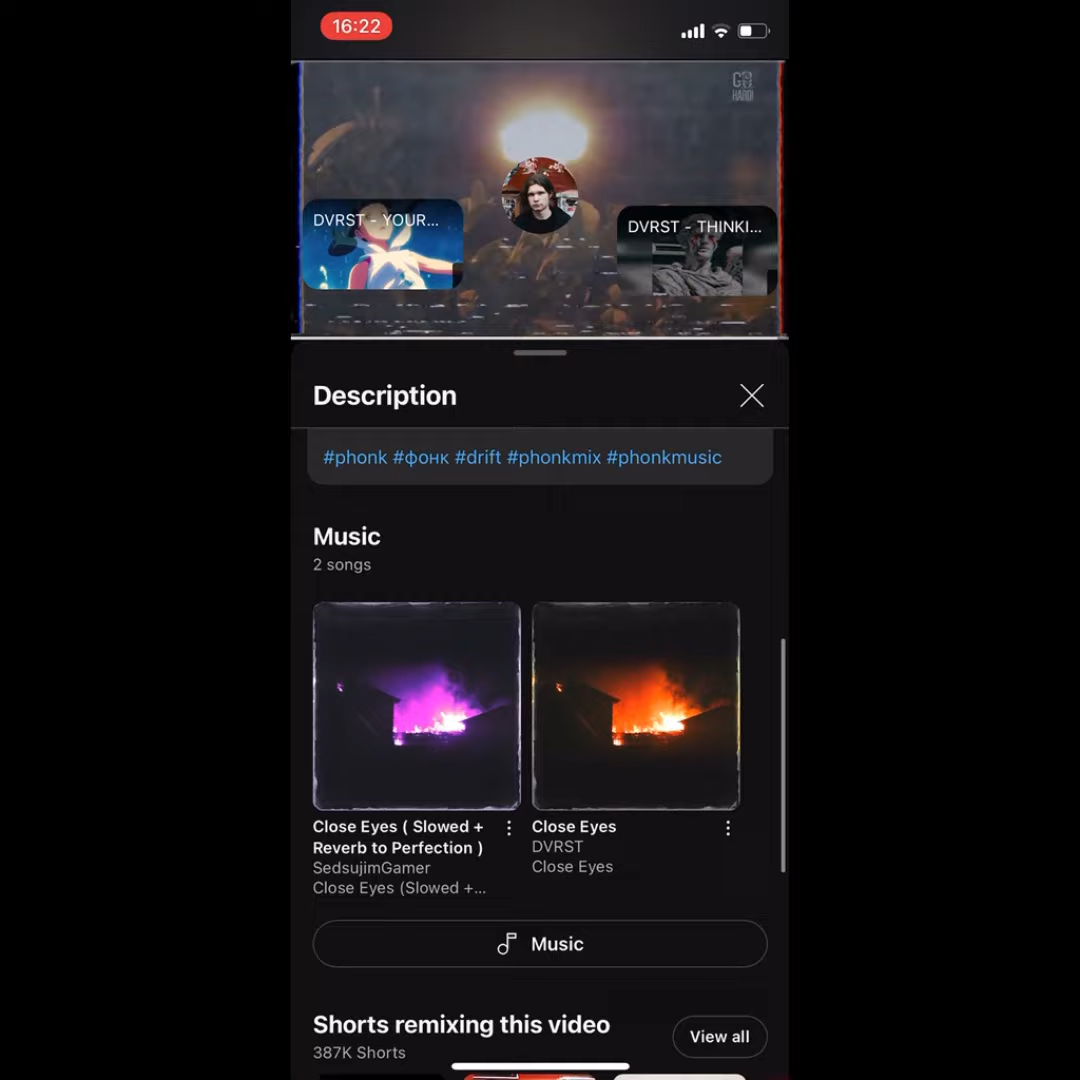 16:22
GO
HARD!
DVRST - YOUR...
DVRST - THINKI...
Description
#phonk #фонк #drift #phonkmix #phonkmusic
Music
2 songs
Close Eyes ( Slowed +
Reverb to Perfection )
SedsujimGamer
Close Eyes (Slowed +...
Close Eyes
DVRST
Close Eyes
Music
Shorts remixing this video
View all
387K Shorts